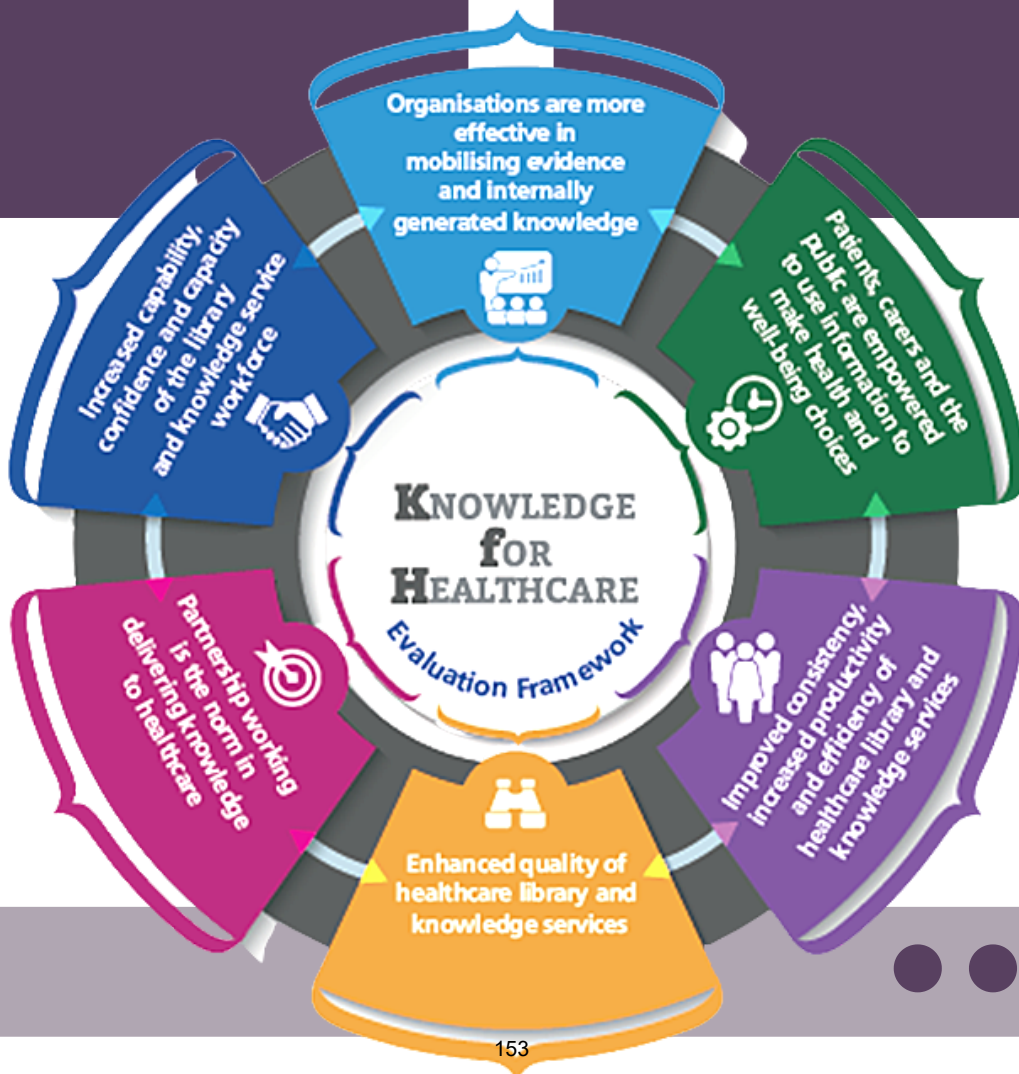 Organisations are more
effective in
mobilising evidence
and internally
generated knowledge
Patients, carers and the
public are empowered
to use information to
make health and
well-being choices
Improved consistency,
increased productivity
and efficiency of
healthcare library and
knowledge services
Enhanced quality of
healthcare library and
knowledge services
Partnership working
is the norm in
delivering knowledge
to healthcare
Increased capability,
confidence and capacity
of the library
and knowledge service
workforce
KNOWLEDGE
fOR
HEALTHCARE
Evaluation Framework
153